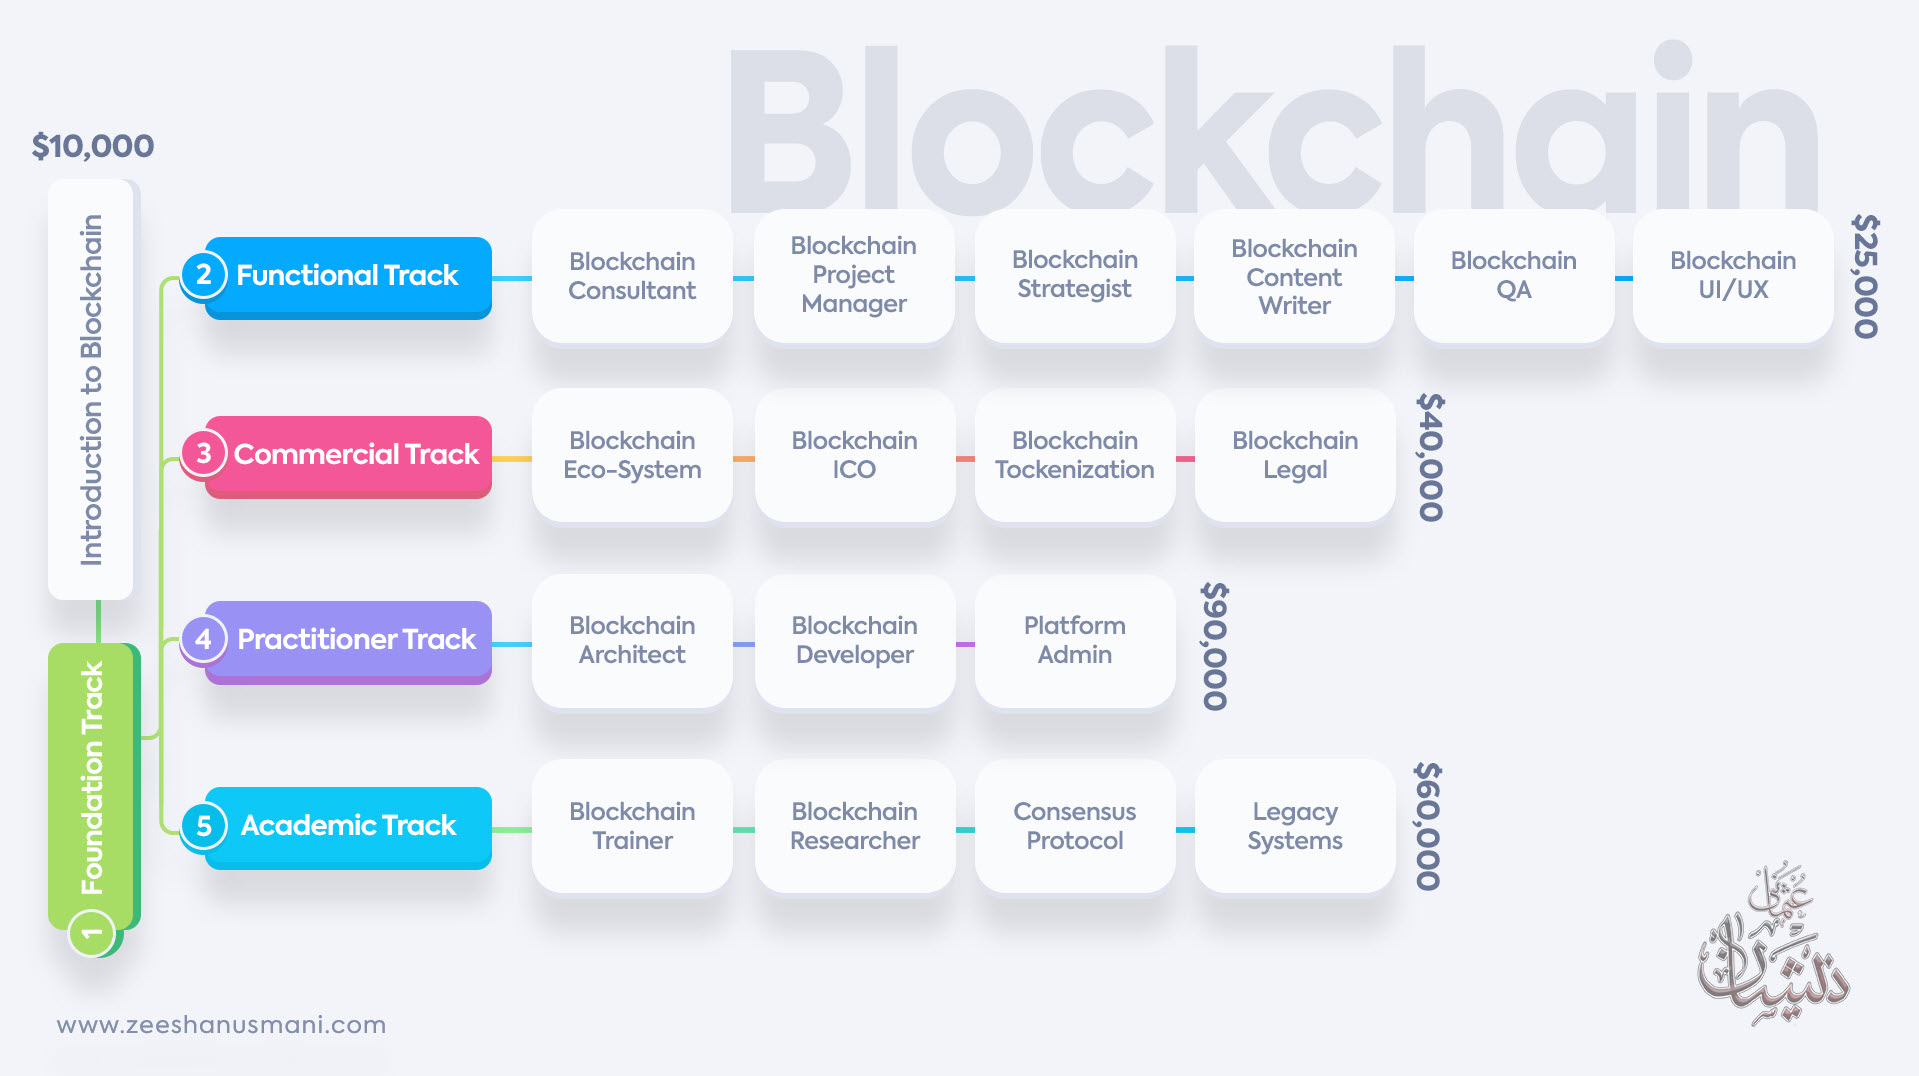 Blockchain
$10,000
Introduction to Blockchain
1 Foundation Track
2 Functional Track
Blockchain
Consultant
Blockchain
Project
Manager
Blockchain
Strategist
Blockchain
Content
Writer
Blockchain
QA
Blockchain
UI/UX
$25,000
3 Commercial Track
Blockchain
Eco-System
Blockchain
ICO
Blockchain
Tockenization
Blockchain
Legal
$40,000
4 Practitioner Track
Blockchain
Architect
Blockchain
Developer
Platform
Admin
$90,000
5 Academic Track
Blockchain
Trainer
Blockchain
Researcher
Consensus
Protocol
Legacy
Systems
$60,000
www.zeeshanusmani.com